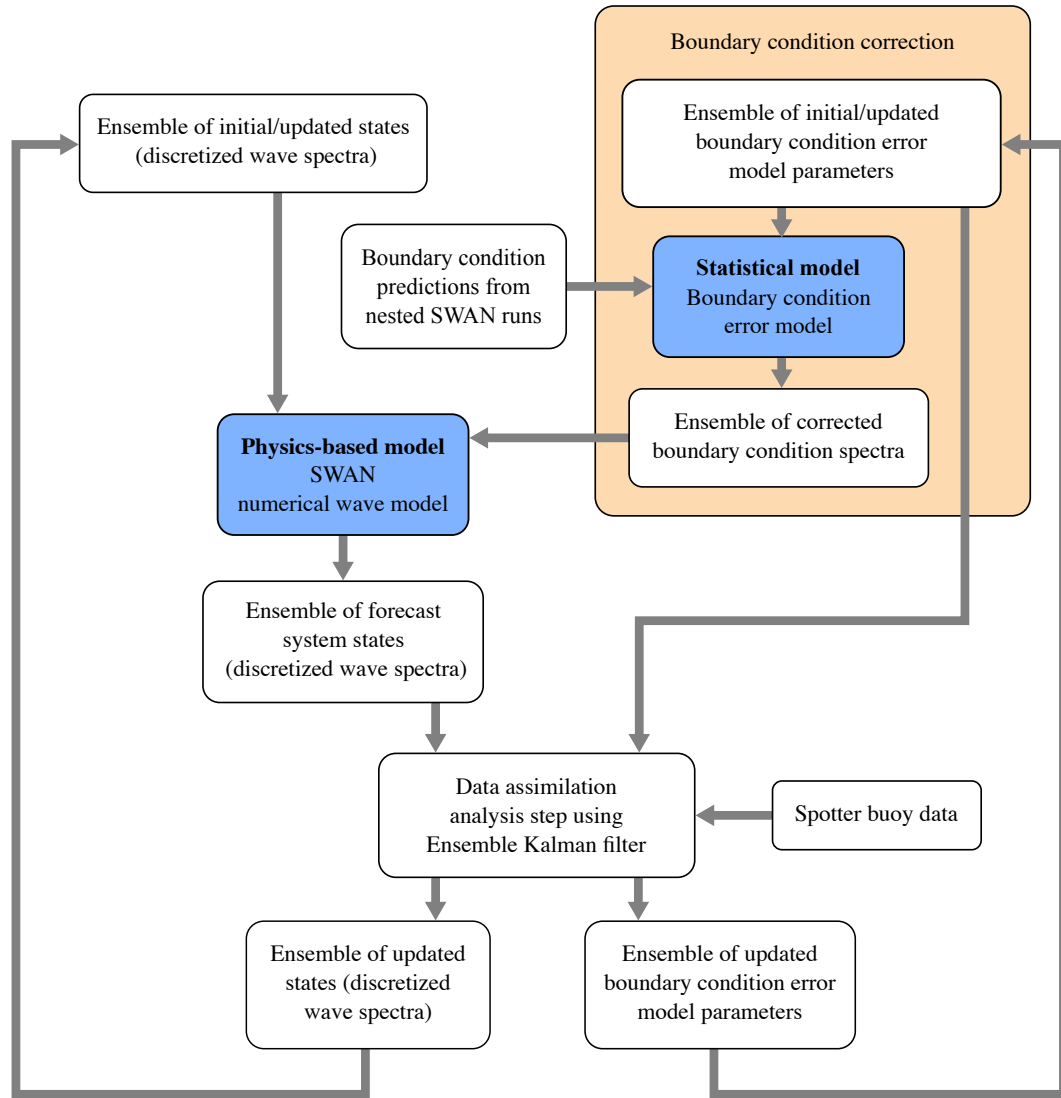 Boundary condition correction
Ensemble of initial/updated states
(discretized wave spectra)
Ensemble of initial/updated
boundary condition error
model parameters
Boundary condition
predictions from
nested SWAN runs
Statistical model
Boundary condition
error model
Ensemble of corrected
boundary condition spectra
Physics-based model
SWAN
numerical wave model
Ensemble of forecast
system states
(discretized wave spectra)
Data assimilation
analysis step using
Ensemble Kalman filter
Spotter buoy data
Ensemble of updated
states (discretized
wave spectra)
Ensemble of updated
boundary condition error
model parameters